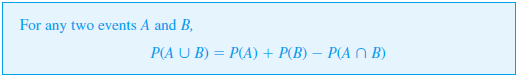 For any two events A and B,
P(A ∪ B) = P(A) + P(B) − P(A ∩ B)